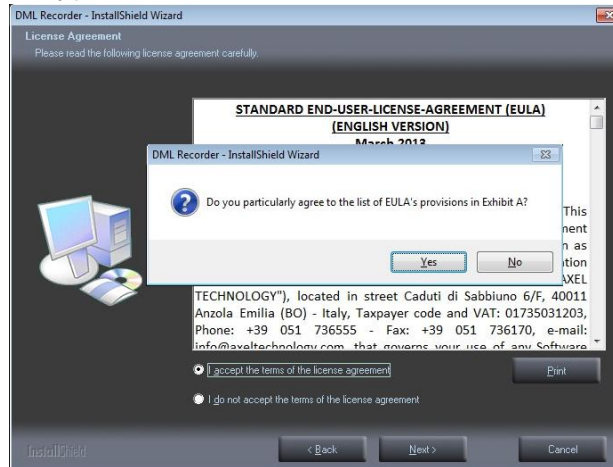 DML Recorder - InstallShield Wizard
License Agreement
Please read the following license agreement carefully.
STANDARD END-USER-LICENSE-AGREEMENT (EULA)
(ENGLISH VERSION)
March 2013
DML Recorder - InstallShield Wizard
Do you particularly agree to the list of EULA's provisions in Exhibit A?
Yes
No
This
as
AXEL
TECHNOLOGY"), located in street Caduti di Sabbiuno 6/F, 40011
Anzola Emilia (BO) - Italy, Taxpayer code and VAT: 01735031203,
Phone: +39 051 736555 - Fax: +39 051 736170, e-mail:
info@axeltechnology.com, that governs your use of any Software
I accept the terms of the license agreement
Print
I do not accept the terms of the license agreement
InstallShield
< Back
Next >
Cancel